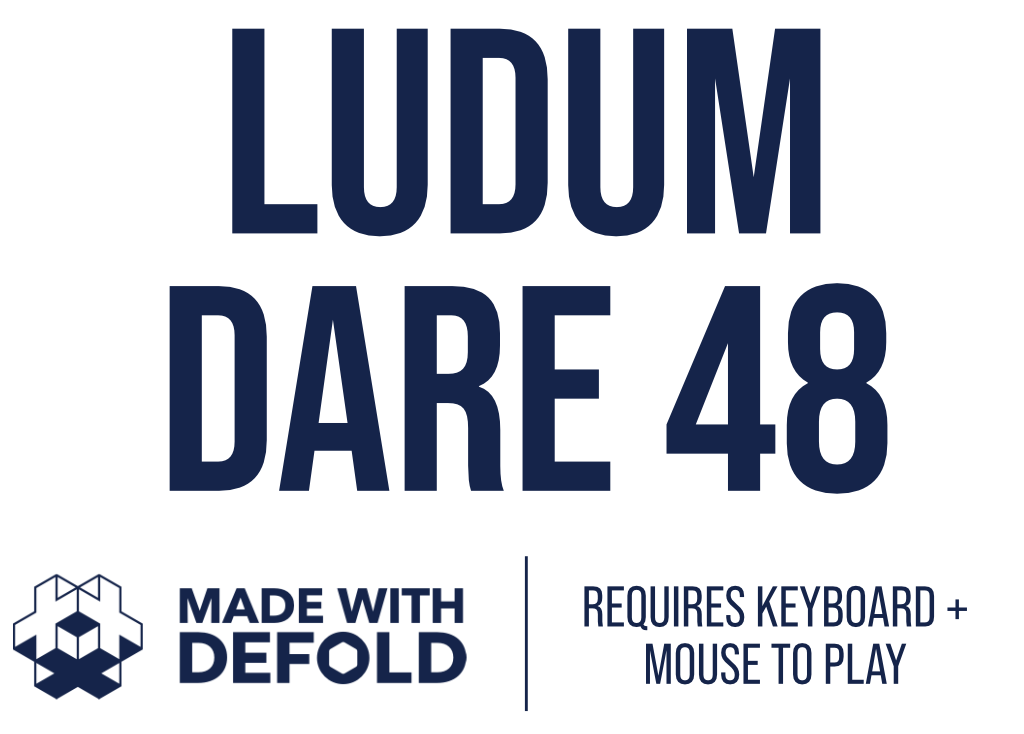 LUDUM
DARE 48
MADE WITH
DEFOLD
REQUIRES KEYBOARD +
MOUSE TO PLAY